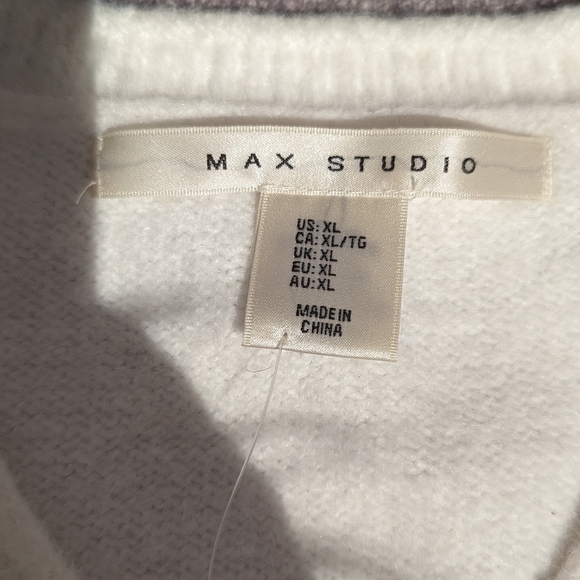 MAX STUDIO
US: XL
CA: XL/TG
UK: XL
EU: XL
AU: XL
MADE IN
CHINA